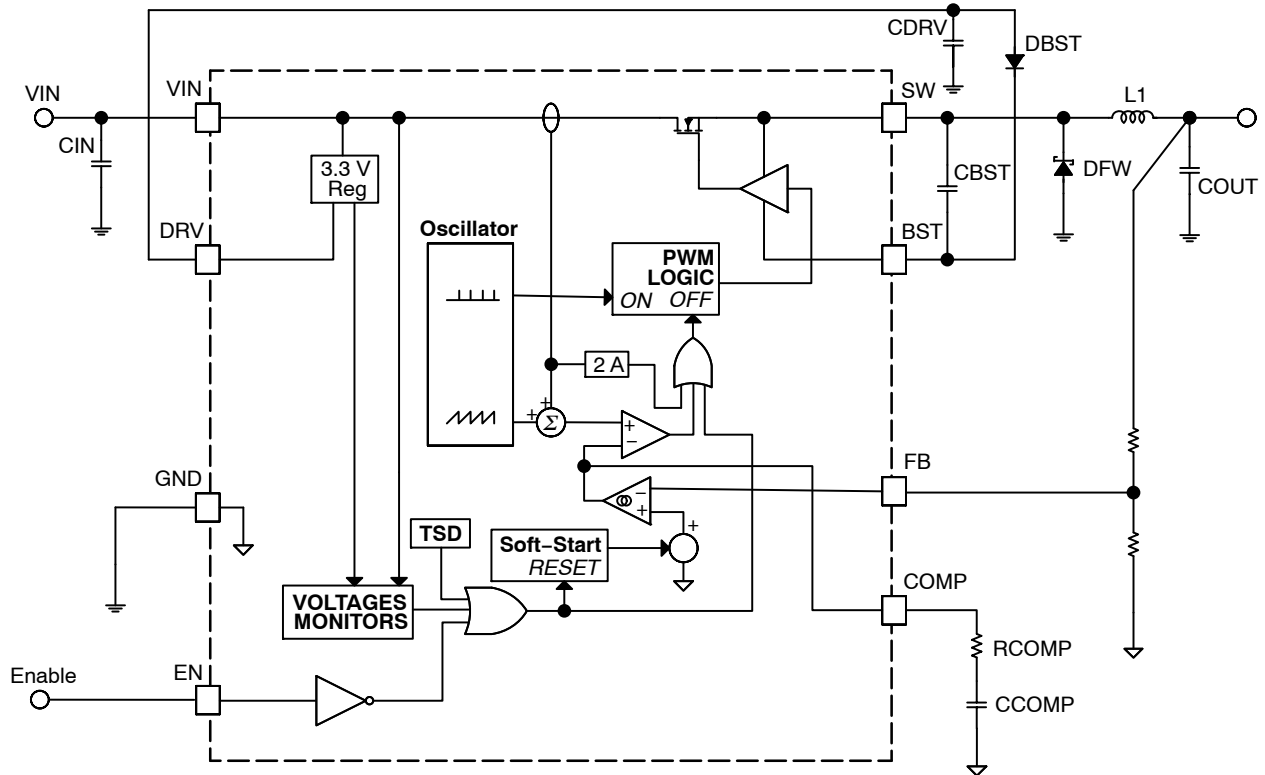 CDRV
DBST
VIN
VIN
SW
L1
CIN
3.3 V
Reg
CBST
DFW
COUT
DRV
Oscillator
BST
PWM
LOGIC
ON OFF
2 A
+
+
Σ
+
−
FB
GND
−
+
+
TSD
Soft−Start
RESET
COMP
VOLTAGES
MONITORS
RCOMP
Enable
EN
CCOMP